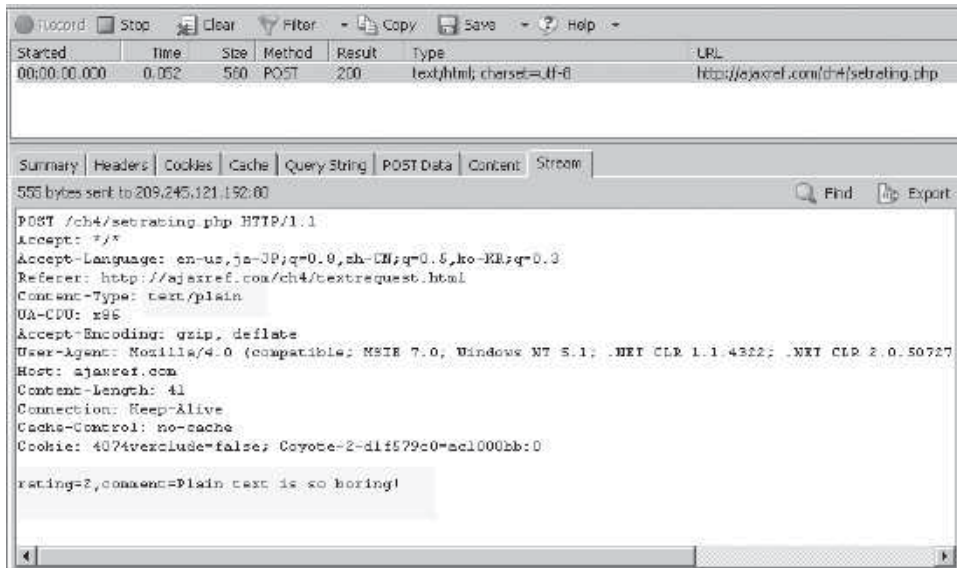 Record Stop Clear Filter Copy Save Help
Started Time Size Method Result Type URL
00:00:00.000 0.052 560 POST 200 text/html; charset=utf-8 http://ajaxref.com/ch4/setrating.php
Summary Headers Cookies Cache Query String POST Data Content Stream
555 bytes sent to 209.245.121.192:80
Find Export
POST /ch4/setrating.php HTTP/1.1
Accept: */*
Accept-Language: en-us,ja-JP;q=0.8,zh-CN;q=0.5,ko-KR;q=0.3
Referer: http://ajaxref.com/ch4/textrequest.html
Content-Type: text/plain
UA-CPU: x86
Accept-Encoding: gzip, deflate
User-Agent: Mozilla/4.0 (compatible; MSIE 7.0; Windows NT 5.1; .NET CLR 1.1.4322; .NET CLR 2.0.50727
Host: ajaxref.com
Content-Length: 41
Connection: Keep-Alive
Cache-Control: no-cache
Cookie: 4074verclude=false; Coyote-2-d1f579c0=ac1000bb:0
rating=2,comment=Plain text is so boring!